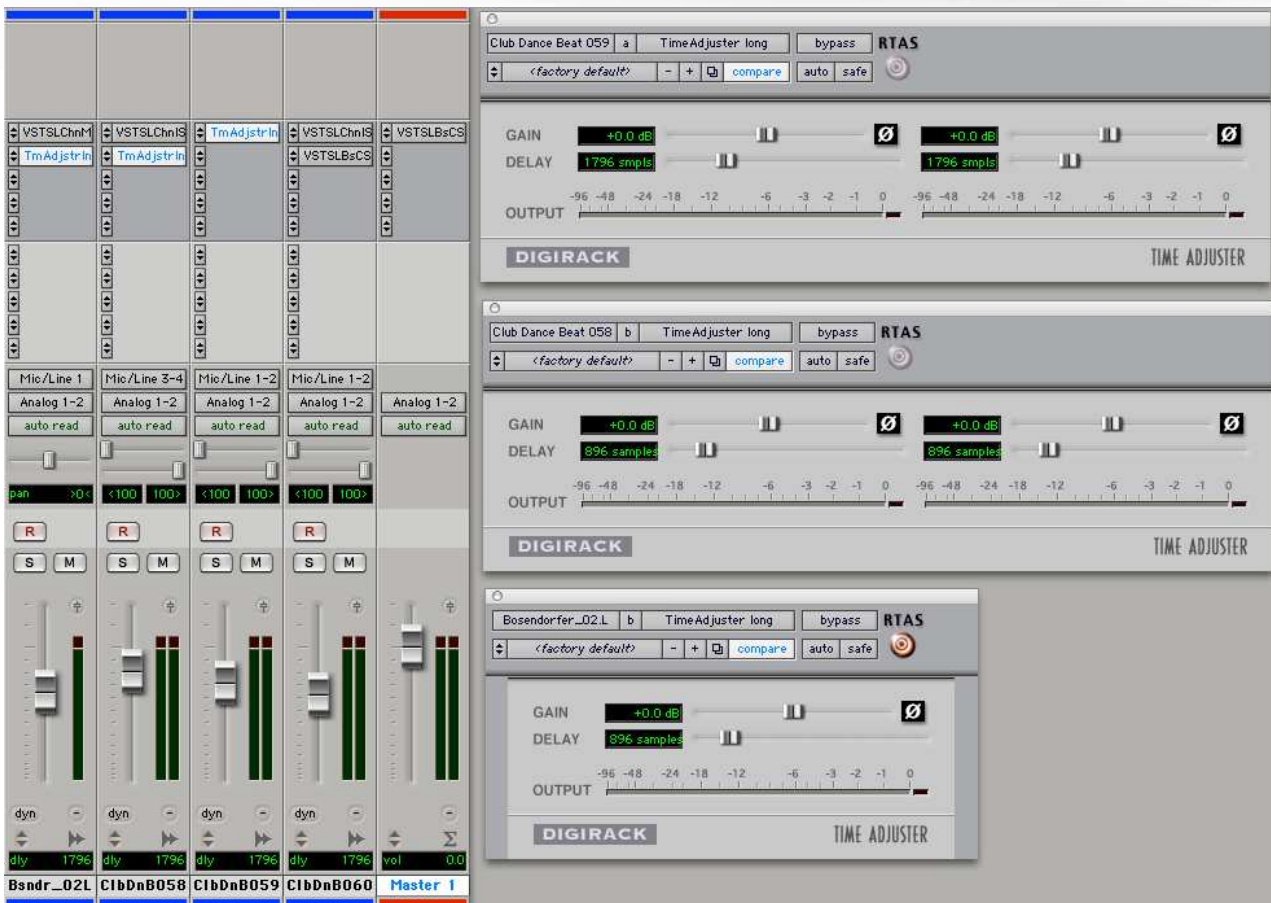 VSTSLChnM VSTSLChnIS TmAdjstrln VSTSLChnIS VSTSLBsCS
TmAdjstrln TmAdjstrln VSTSLBsCS
Mic/Line 1 Mic/Line 3-4 Mic/Line 1-2 Mic/Line 1-2
Analog 1-2 Analog 1-2 Analog 1-2 Analog 1-2 Analog 1-2
auto read auto read auto read auto read auto read
pan >0< <100 100> <100 100> <100 100>
R R R R
S M S M S M S M
dyn dyn dyn dyn
Σ
dly 1796 dly 1796 dly 1796 dly 1796 vol 0.0
Bsndr_02L ClbDnB058 ClbDnB059 ClbDnB060 Master 1
Club Dance Beat 059 a TimeAdjuster long bypass RTAS
<factory default> - + compare auto safe
GAIN +0.0 dB Ø +0.0 dB Ø
DELAY 1796 smpls 1796 smpls
-96 -48 -24 -18 -12 -6 -3 -2 -1 0 -96 -48 -24 -18 -12 -6 -3 -2 -1 0
OUTPUT
DIGIRACK TIME ADJUSTER
Club Dance Beat 058 b TimeAdjuster long bypass RTAS
<factory default> - + compare auto safe
GAIN +0.0 dB Ø +0.0 dB Ø
DELAY 896 samples 896 samples
-96 -48 -24 -18 -12 -6 -3 -2 -1 0 -96 -48 -24 -18 -12 -6 -3 -2 -1 0
OUTPUT
DIGIRACK TIME ADJUSTER
Bosendorfer_02.L b TimeAdjuster long bypass RTAS
<factory default> - + compare auto safe
GAIN +0.0 dB Ø
DELAY 896 samples
-96 -48 -24 -18 -12 -6 -3 -2 -1 0
OUTPUT
DIGIRACK TIME ADJUSTER